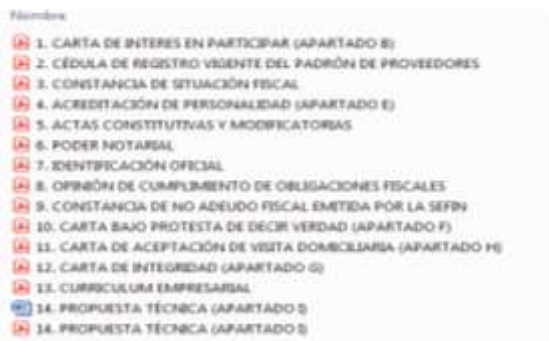 Nombre
1. CARTA DE INTERES EN PARTICIPAR (APARTADO B)
2. CÉDULA DE REGISTRO VIGENTE DEL PADRÓN DE PROVEEDORES
3. CONSTANCIA DE SITUACIÓN FISCAL
4. ACREDITACIÓN DE PERSONALIDAD (APARTADO E)
5. ACTAS CONSTITUTIVAS Y MODIFICATORIAS
6. PODER NOTARIAL
7. IDENTIFICACIÓN OFICIAL
8. OPINIÓN DE CUMPLIMIENTO DE OBLIGACIONES FISCALES
9. CONSTANCIA DE NO ADEUDO FISCAL EMITIDA POR LA SEFIN
10. CARTA BAJO PROTESTA DE DECIR VERDAD (APARTADO F)
11. CARTA DE ACEPTACIÓN DE VISITA DOMICILIARIA (APARTADO H)
12. CARTA DE INTEGRIDAD (APARTADO G)
13. CURRICULUM EMPRESARIAL
14. PROPUESTA TÉCNICA (APARTADO I)
14. PROPUESTA TÉCNICA (APARTADO I)